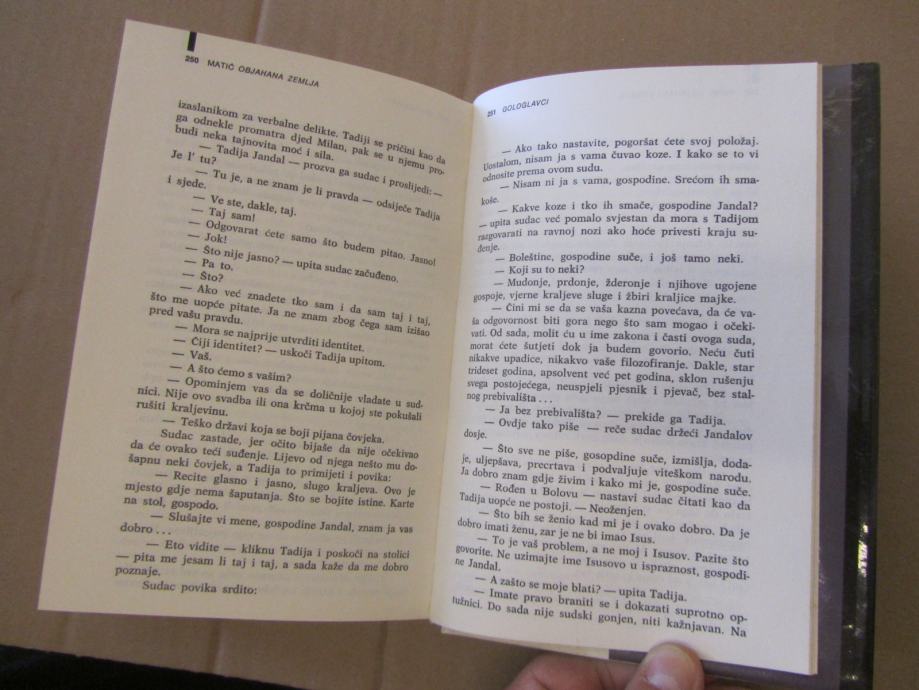 250 MATIĆ OBJAHANA ZEMLJA
izaslanikom za verbalne delikte. Tadiji se pričini kao da
ga odnekle promatra djed Milan, pak se u njemu pro-
budi neka tajnovita moć i sila.
— Tadija Jandal — prozva ga sudac i proslijedi: —
Je l' tu?
— Tu je, a ne znam je li pravda — odsiječe Tadija
i sjede.
— Ve ste, dakle, taj.
— Taj sam!
— Odgovarat ćete samo što budem pitao. Jasno!
— Jok!
— Što nije jasno? — upita sudac začuđeno.
— Pa to.
— Što?
— Ako već znadete tko sam i da sam taj i taj,
što me uopće pitate. Ja ne znam zbog čega sam izišao
pred vašu pravdu.
— Mora se najprije utvrditi identitet.
— Čiji identitet? — uskoči Tadija upitom.
— Vaš.
— A što ćemo s vašim?
— Opominjem vas da se doličnije vladate u sud-
nici. Nije ovo svadba ili ona krčma u kojoj ste pokušali
rušiti kraljevinu.
— Teško državi koja se boji pijana čovjeka.
Sudac zastade, jer očito bijaše da nije očekivao
da će ovako teći suđenje. Lijevo od njega nešto mu do-
šapnu neki čovjek, a Tadija to primijeti i povika:
— Recite glasno i jasno, slugo kraljeva. Ovo je
mjesto gdje nema šaputanja. Što se bojite istine. Karte
na stol, gospodo.
— Slušajte vi mene, gospodine Jandal, znam ja vas
dobro . . .
— Eto vidite — kliknu Tadija i poskoči na stolici
— pita me jesam li taj i taj, a sada kaže da me dobro
poznaje.
Sudac povika srdito:
251 GOLOGLAVCI
— Ako tako nastavite, pogoršat ćete svoj položaj.
Uostalom, nisam ja s vama čuvao koze. I kako se to vi
odnosite prema ovom sudu.
— Nisam ni ja s vama, gospodine. Srećom ih sma-
koše.
— Kakve koze i tko ih smače, gospodine Jandal?
— upita sudac već pomalo svjestan da mora s Tadijom
razgovarati na ravnoj nozi ako hoće privesti kraju su-
đenje.
— Boleštine, gospodine suče, i još tamo neki.
— Koji su to neki?
— Mudonje, prdonje, žderonje i njihove ugojene
gospoje, vjerne kraljeve sluge i žbiri kraljice majke.
— Čini mi se da se vaša kazna povećava, da će va-
ša odgovornost biti gora nego što sam mogao i očeki-
vati. Od sada, molit ću u ime zakona i časti ovoga suda,
morat ćete šutjeti dok ja budem govorio. Neću čuti
nikakve upadice, nikakvo vaše filozofiranje. Dakle, star
trideset godina, apsolvent već pet godina, sklon rušenju
svega postojećega, neuspjeli pjesnik i pjevač, bez stal-
nog prebivališta . . .
— Ja bez prebivališta? — prekide ga Tadija.
— Ovdje tako piše — reče sudac držeći Jandalov
dosje.
— Što sve ne piše, gosopdine suče, izmišlja, doda-
je, uljepšava, precrtava i podvaljuje viteškom narodu.
Ja dobro znam gdje živim i kako mi je, gospodine suče.
— Rođen u Bolovu — nastavi sudac čitati kao da
Tadija uopće ne postoji. — Neoženjen.
— Što bih se ženio kad mi je i ovako dobro. Da je
dobro imati ženu, zar je ne bi imao Isus.
— To je vaš problem, a ne moj i Isusov. Pazite što
govorite. Ne uzimajte ime Isusovo u ispraznost, gospodi-
ne Jandal.
— A zašto se moje blati? — upita Tadija.
— Imate pravo braniti se i dokazati suprotno op-
tužnici. Do sada nije sudski gonjen, niti kažnjavan. Na